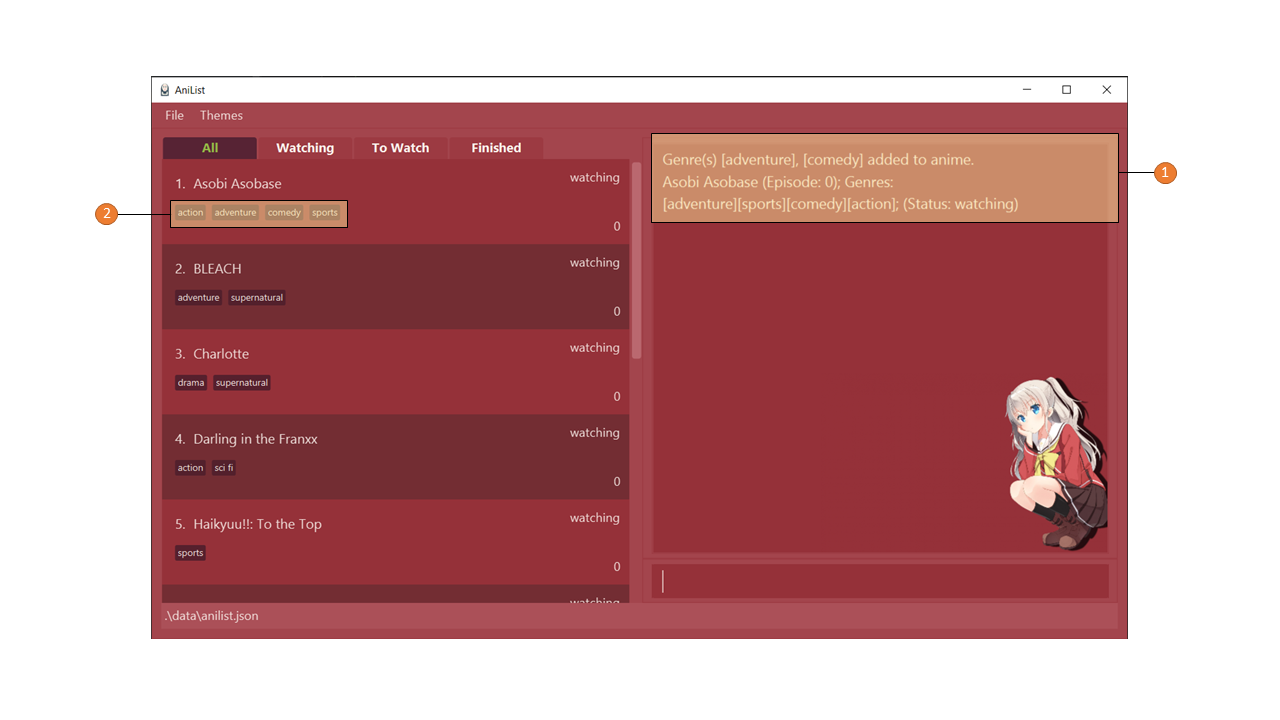 AniList
File Themes
All Watching To Watch Finished
1. Asobi Asobase
watching
action adventure comedy sports
0
2. BLEACH
watching
adventure supernatural
0
3. Charlotte
watching
drama supernatural
0
4. Darling in the Franxx
watching
action sci fi
0
5. Haikyuu!!: To the Top
watching
sports
0
watching
Genre(s) [adventure], [comedy] added to anime.
Asobi Asobase (Episode: 0); Genres:
[adventure][sports][comedy][action]; (Status: watching)
.\data\anilist.json
1
2